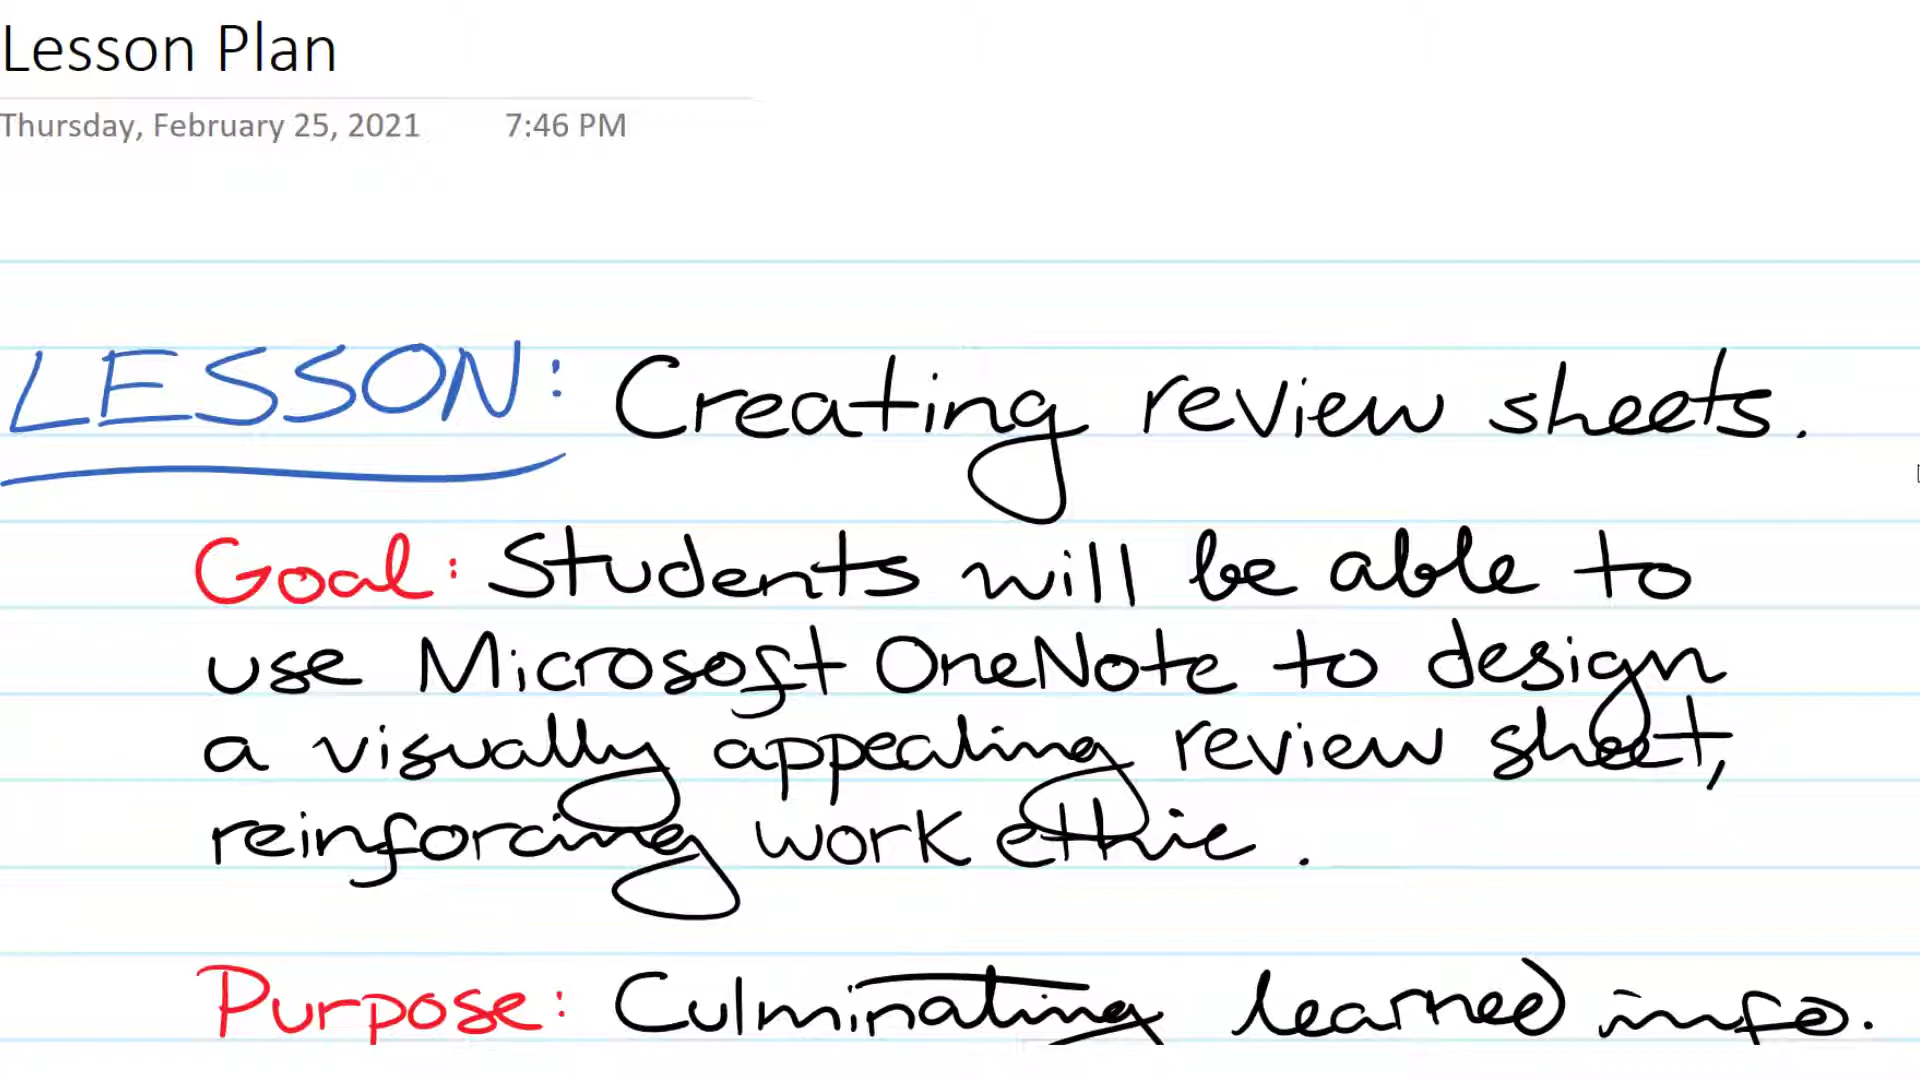 Lesson Plan
Thursday, February 25, 2021 7:46 PM
LESSON: Creating review sheets.
Goal: Students will be able to
use Microsoft OneNote to design
a visually appealing review sheet,
reinforcing work ethic.
Purpose: Culminating learned info.